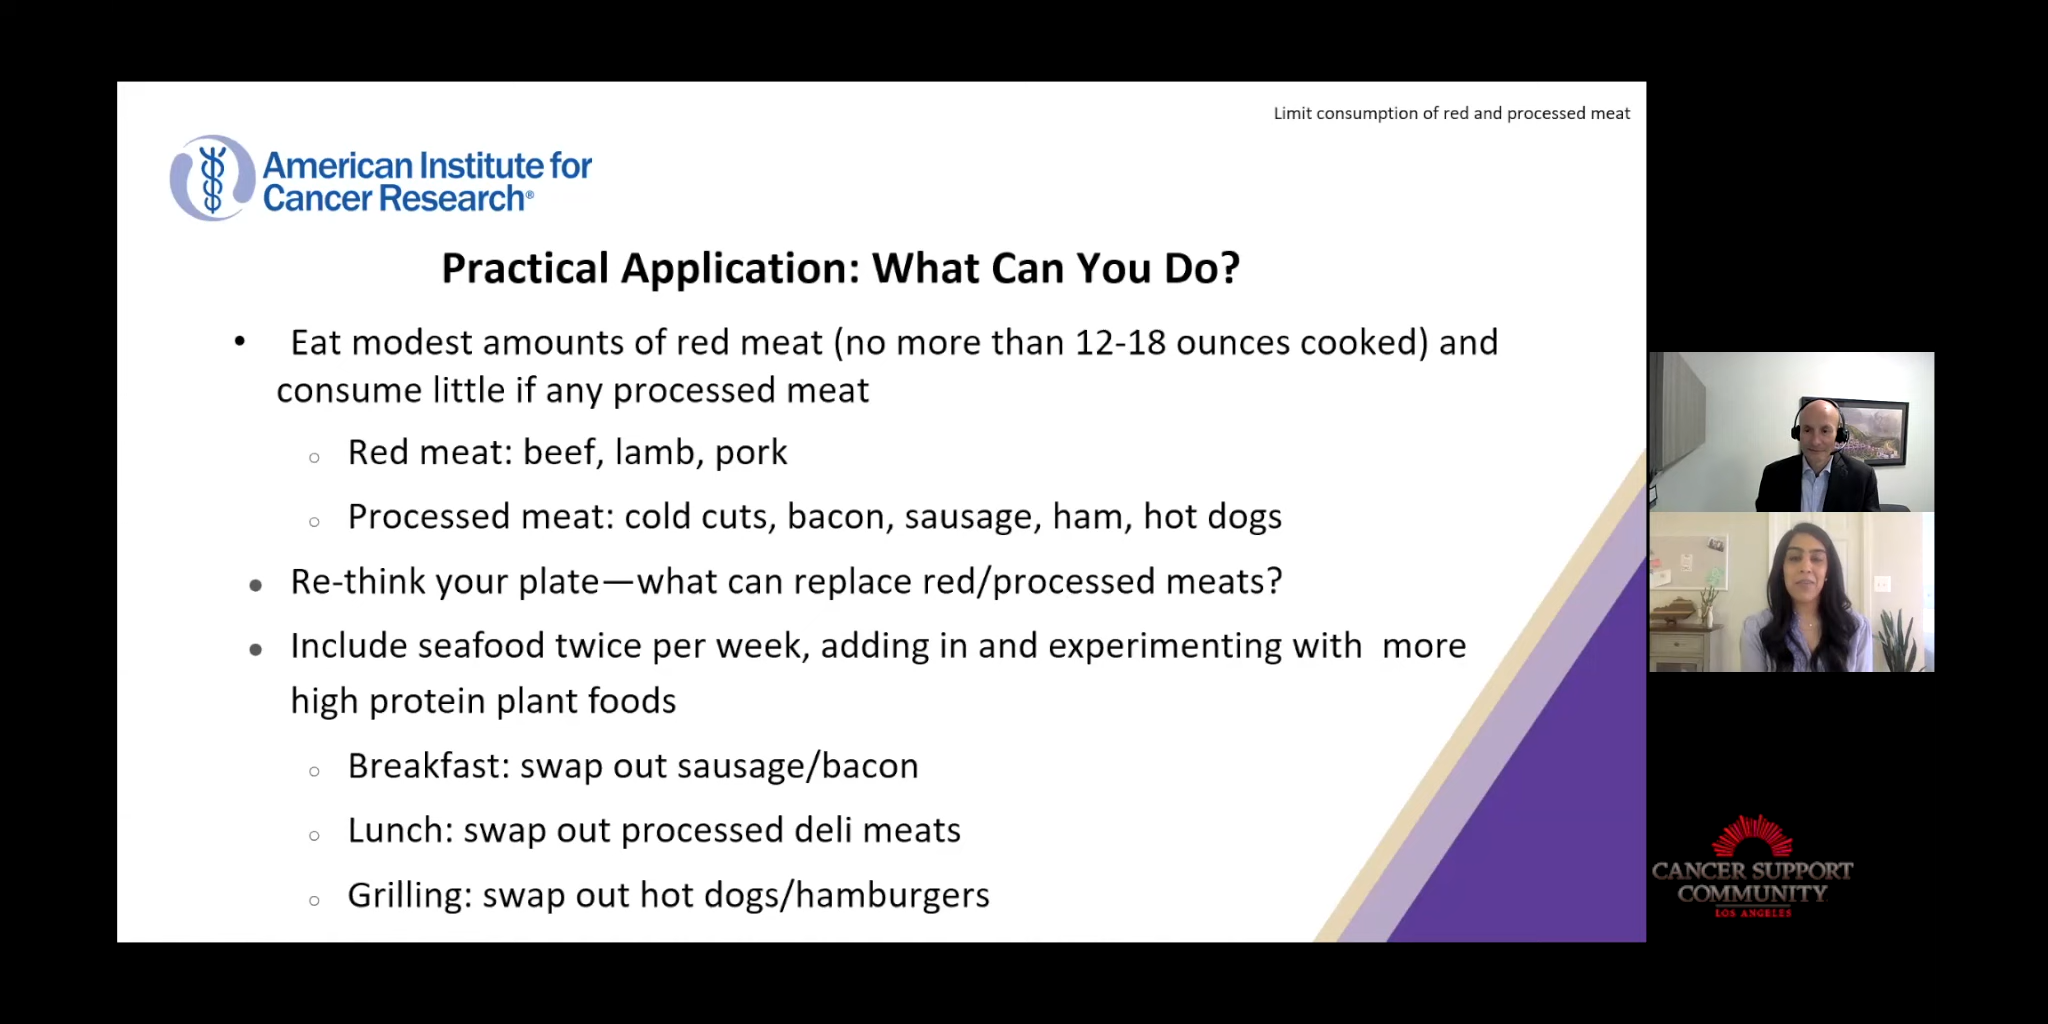 Limit consumption of red and processed meat
American Institute for
Cancer Research®
Practical Application: What Can You Do?
• Eat modest amounts of red meat (no more than 12-18 ounces cooked) and
consume little if any processed meat
○ Red meat: beef, lamb, pork
○ Processed meat: cold cuts, bacon, sausage, ham, hot dogs
● Re-think your plate—what can replace red/processed meats?
● Include seafood twice per week, adding in and experimenting with  more
high protein plant foods
○ Breakfast: swap out sausage/bacon
○ Lunch: swap out processed deli meats
○ Grilling: swap out hot dogs/hamburgers
CANCER SUPPORT
COMMUNITY
LOS ANGELES